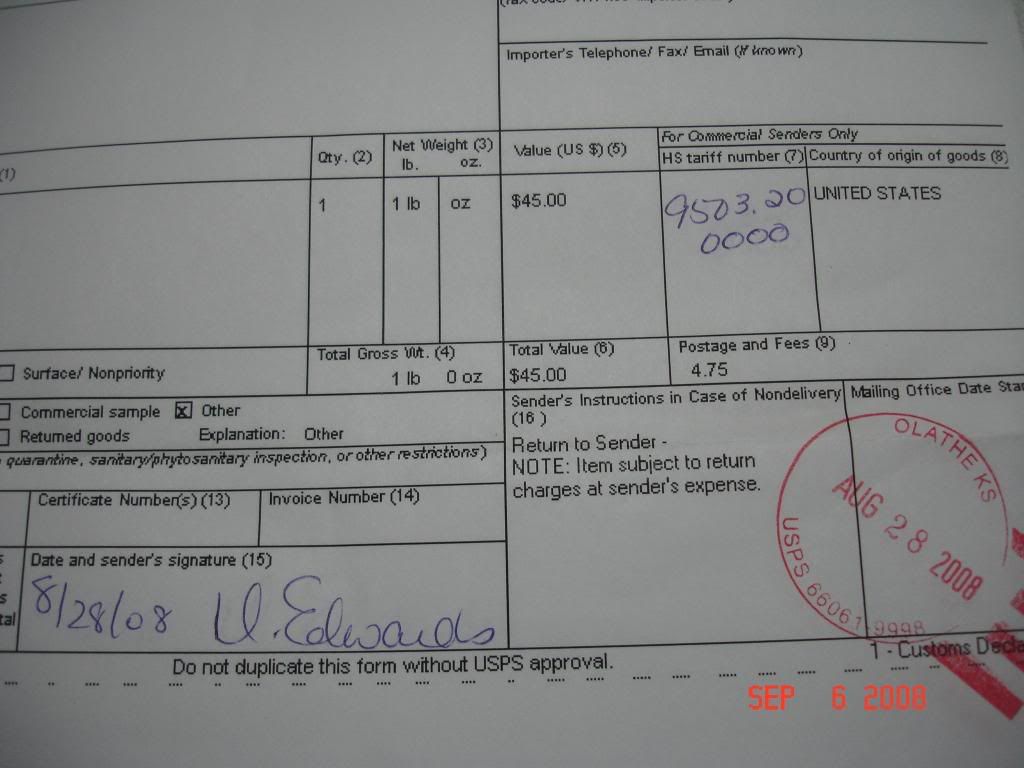 Importer's Telephone/ Fax/ Email (If known)
(1)
Qty. (2)
Net Weight (3)
lb. oz.
Value (US $) (5)
For Commercial Senders Only
HS tariff number (7)
Country of origin of goods (8)
1
1 lb
oz
$45.00
9503.20
0000
UNITED STATES
Surface/ Nonpriority
Total Gross Wt. (4)
1 lb 0 oz
Total Value (6)
$45.00
Postage and Fees (9)
4.75
Commercial sample
Other
Returned goods
Explanation: Other
quarantine, sanitary/phytosanitary inspection, or other restrictions)
Sender's Instructions in Case of Nondelivery
(16 )
Return to Sender -
NOTE: Item subject to return
charges at sender's expense.
Mailing Office Date
OLATHE KS
AUG 28 2008
USPS 66061 9998
Certificate Number(s) (13)
Invoice Number (14)
Date and sender's signature (15)
8/28/08 U. Edwards
Do not duplicate this form without USPS approval.
1 - Customs
SEP 6 2008